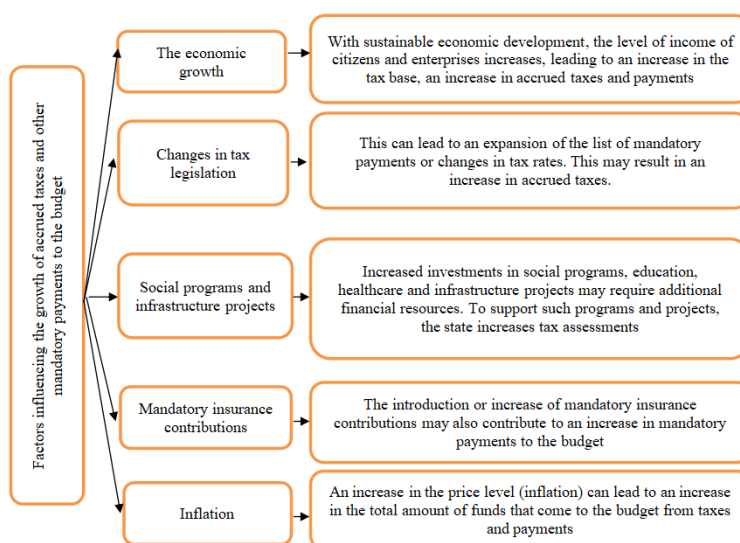 Factors influencing the growth of accrued taxes and other
mandatory payments to the budget
The economic
growth
With sustainable economic development, the level of income of
citizens and enterprises increases, leading to an increase in the
tax base, an increase in accrued taxes and payments
Changes in tax
legislation
This can lead to an expansion of the list of mandatory
payments or changes in tax rates. This may result in an
increase in accrued taxes.
Social programs and
infrastructure projects
Increased investments in social programs, education,
healthcare and infrastructure projects may require additional
financial resources. To support such programs and projects,
the state increases tax assessments
Mandatory insurance
contributions
The introduction or increase of mandatory insurance
contributions may also contribute to an increase in mandatory
payments to the budget
Inflation
An increase in the price level (inflation) can lead to an increase
in the total amount of funds that come to the budget from taxes
and payments